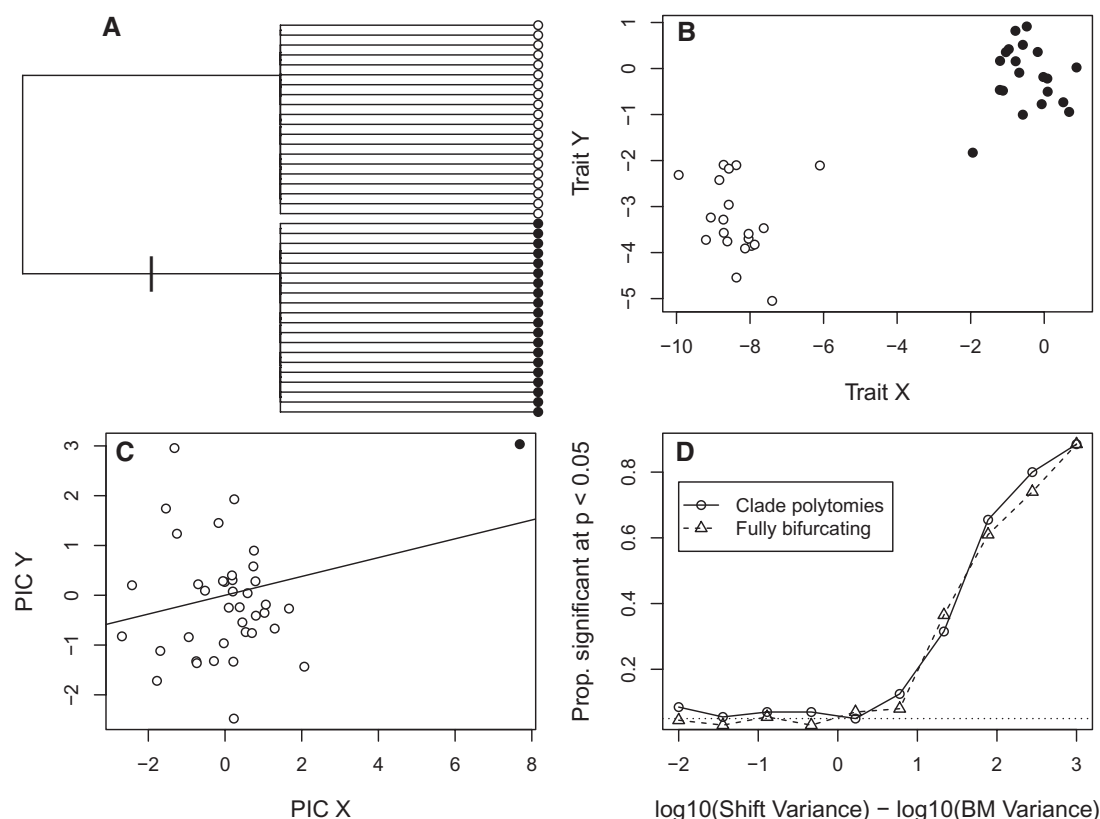 A
B
1
0
−1
−2
−3
−4
−5
Trait Y
−10
−8
−6
−4
−2
0
Trait X
C
3
2
1
0
−1
−2
PIC Y
−2
0
2
4
6
8
PIC X
D
Clade polytomies
Fully bifurcating
0.8
0.6
0.4
0.2
Prop. significant at p < 0.05
−2
−1
0
1
2
3
log10(Shift Variance) − log10(BM Variance)